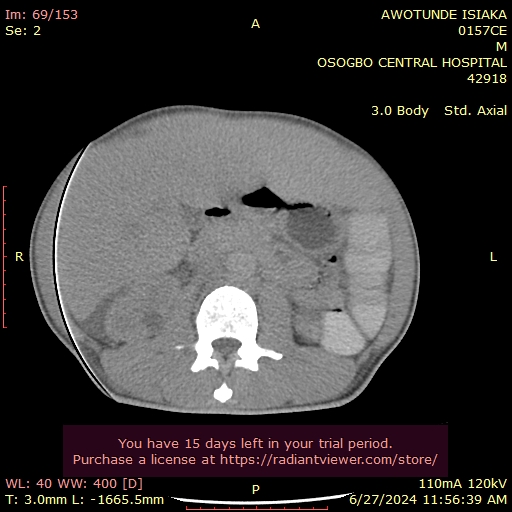 Im: 69/153
Se: 2
A
AWOTUNDE ISIAKA
0157CE
M
OSOGBO CENTRAL HOSPITAL
42918
3.0 Body Std. Axial
R
L
You have 15 days left in your trial period.
Purchase a license at https://radiantviewer.com/store/
WL: 40 WW: 400 [D]
T: 3.0mm L: -1665.5mm
P
110mA 120kV
6/27/2024 11:56:39 AM